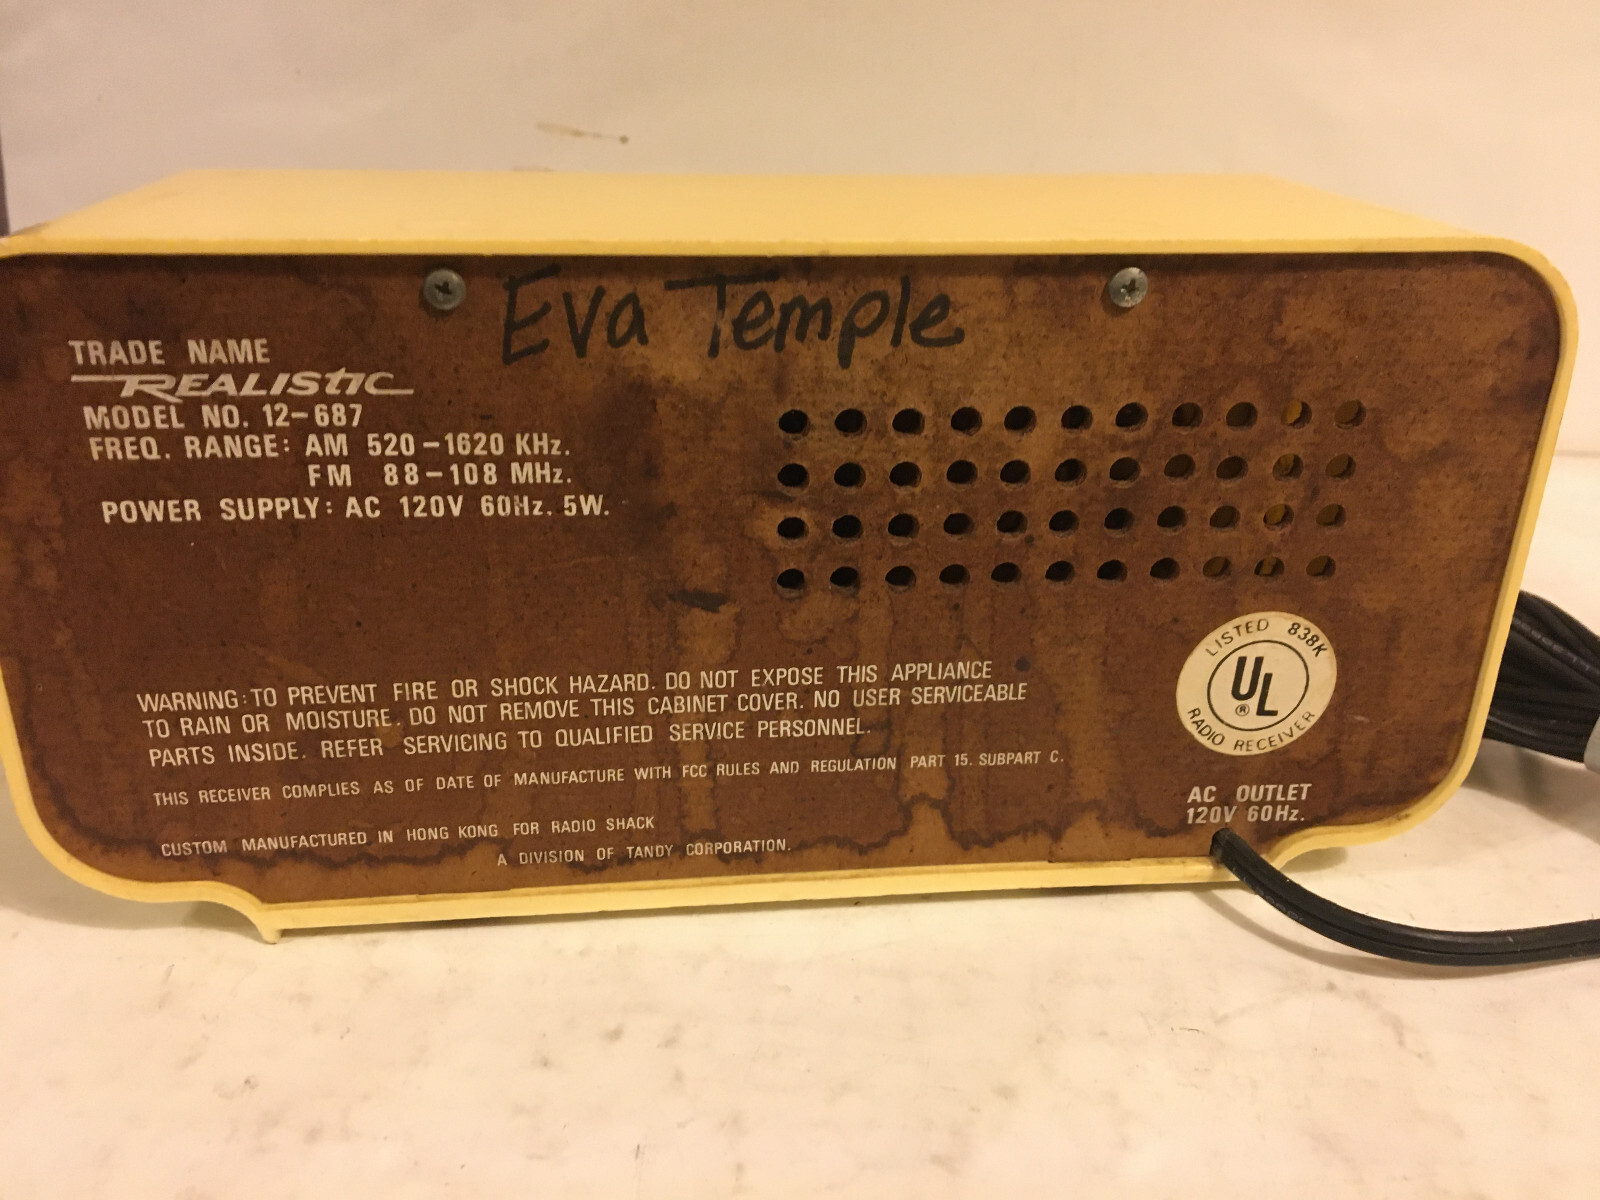 Eva Temple
TRADE NAME
REALISTIC
MODEL NO. 12-687
FREQ. RANGE: AM 520-1620 KHz.
FM 88-108 MHz.
POWER SUPPLY: AC 120V 60Hz. 5W.
WARNING: TO PREVENT FIRE OR SHOCK HAZARD. DO NOT EXPOSE THIS APPLIANCE
TO RAIN OR MOISTURE. DO NOT REMOVE THIS CABINET COVER. NO USER SERVICEABLE
PARTS INSIDE. REFER SERVICING TO QUALIFIED SERVICE PERSONNEL.
THIS RECEIVER COMPLIES AS OF DATE OF MANUFACTURE WITH FCC RULES AND REGULATION PART 15. SUBPART C.
CUSTOM MANUFACTURED IN HONG KONG FOR RADIO SHACK
A DIVISION OF TANDY CORPORATION.
LISTED 838K
UL®
RADIO RECEIVER
AC OUTLET
120V 60Hz.